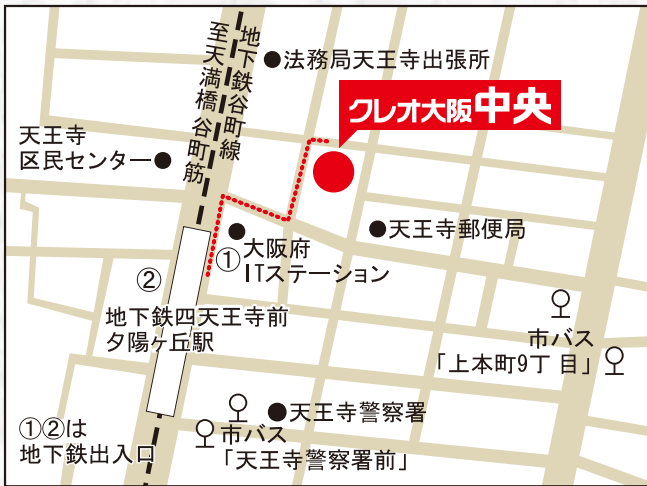 地下鉄谷町線
至天満橋 谷町筋
法務局天王寺出張所
クレオ大阪中央
天王寺
区民センター
天王寺郵便局
①
大阪府
ITステーション
②
地下鉄四天王寺前
夕陽ヶ丘駅
市バス
「上本町9丁目」
天王寺警察署
市バス
「天王寺警察署前」
①②は
地下鉄出入口